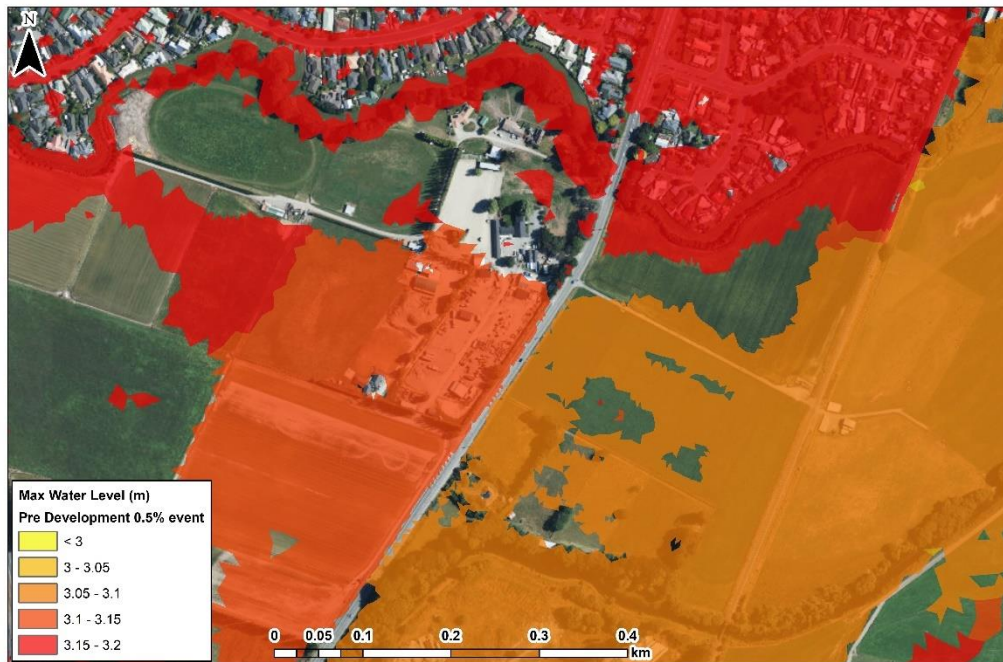 N
Max Water Level (m)
Pre Development 0.5% event
< 3
3 - 3.05
3.05 - 3.1
3.1 - 3.15
3.15 - 3.2
0 0.05 0.1 0.2 0.3 0.4
km